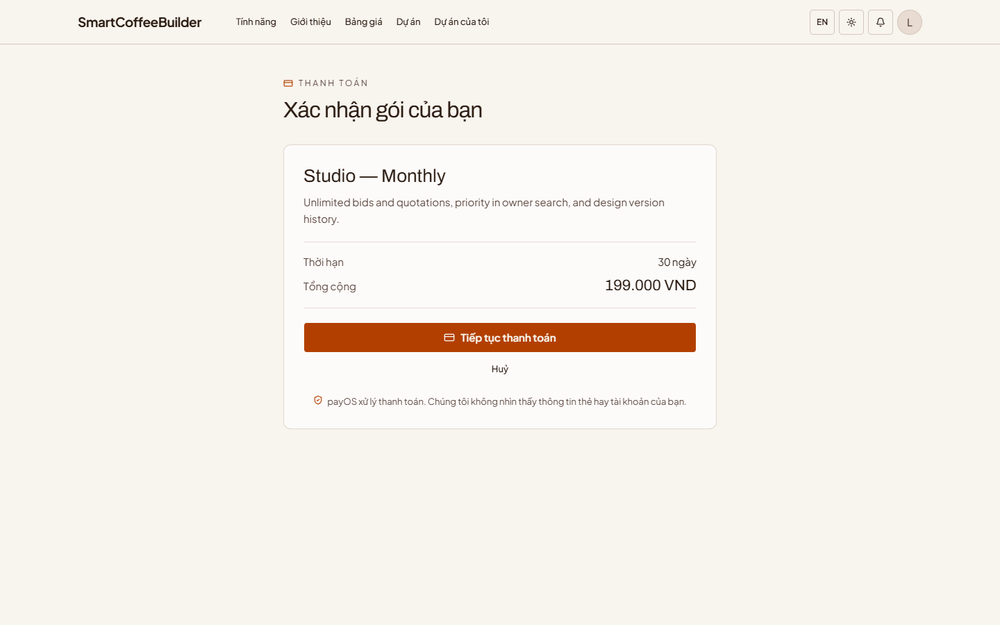 SmartCoffeeBuilder
Tính năng
Giới thiệu
Bảng giá
Dự án
Dự án của tôi
EN
L
THANH TOÁN
Xác nhận gói của bạn
Studio — Monthly
Unlimited bids and quotations, priority in owner search, and design version
history.
Thời hạn
30 ngày
Tổng cộng
199.000 VND
Tiếp tục thanh toán
Huỷ
payOS xử lý thanh toán. Chúng tôi không nhìn thấy thông tin thẻ hay tài khoản của bạn.